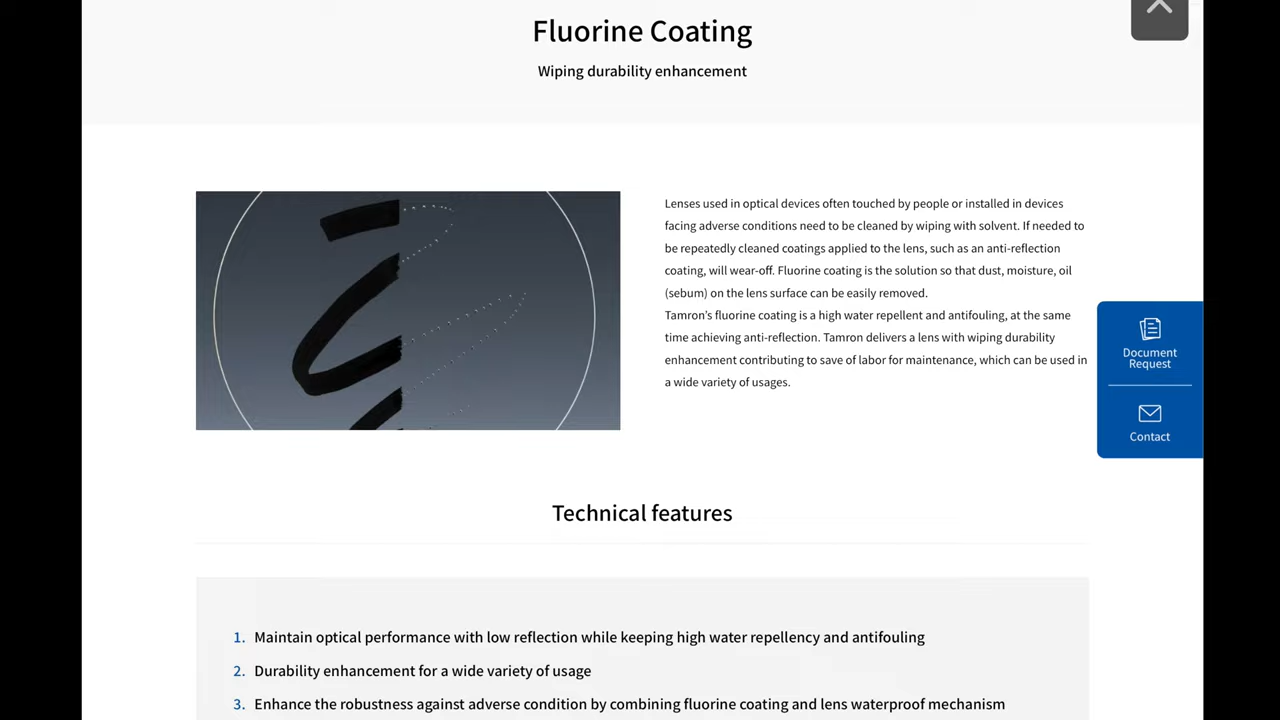 Fluorine Coating
Wiping durability enhancement
Lenses used in optical devices often touched by people or installed in devices
facing adverse conditions need to be cleaned by wiping with solvent. If needed to
be repeatedly cleaned coatings applied to the lens, such as an anti-reflection
coating, will wear-off. Fluorine coating is the solution so that dust, moisture, oil
(sebum) on the lens surface can be easily removed.
Tamron's fluorine coating is a high water repellent and antifouling, at the same
time achieving anti-reflection. Tamron delivers a lens with wiping durability
enhancement contributing to save of labor for maintenance, which can be used in
a wide variety of usages.
Document
Request
Contact
Technical features
1. Maintain optical performance with low reflection while keeping high water repellency and antifouling
2. Durability enhancement for a wide variety of usage
3. Enhance the robustness against adverse condition by combining fluorine coating and lens waterproof mechanism